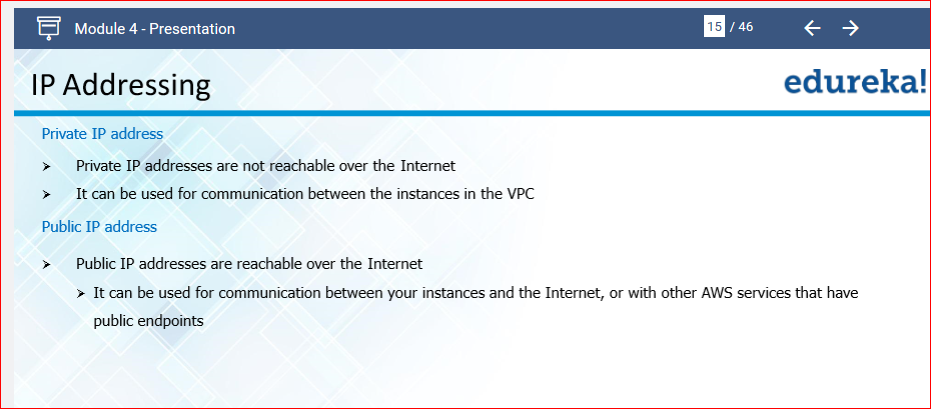 Module 4 - Presentation
15 / 46
IP Addressing
edureka!
Private IP address
➢ Private IP addresses are not reachable over the Internet
➢ It can be used for communication between the instances in the VPC
Public IP address
➢ Public IP addresses are reachable over the Internet
➢ It can be used for communication between your instances and the Internet, or with other AWS services that have
public endpoints